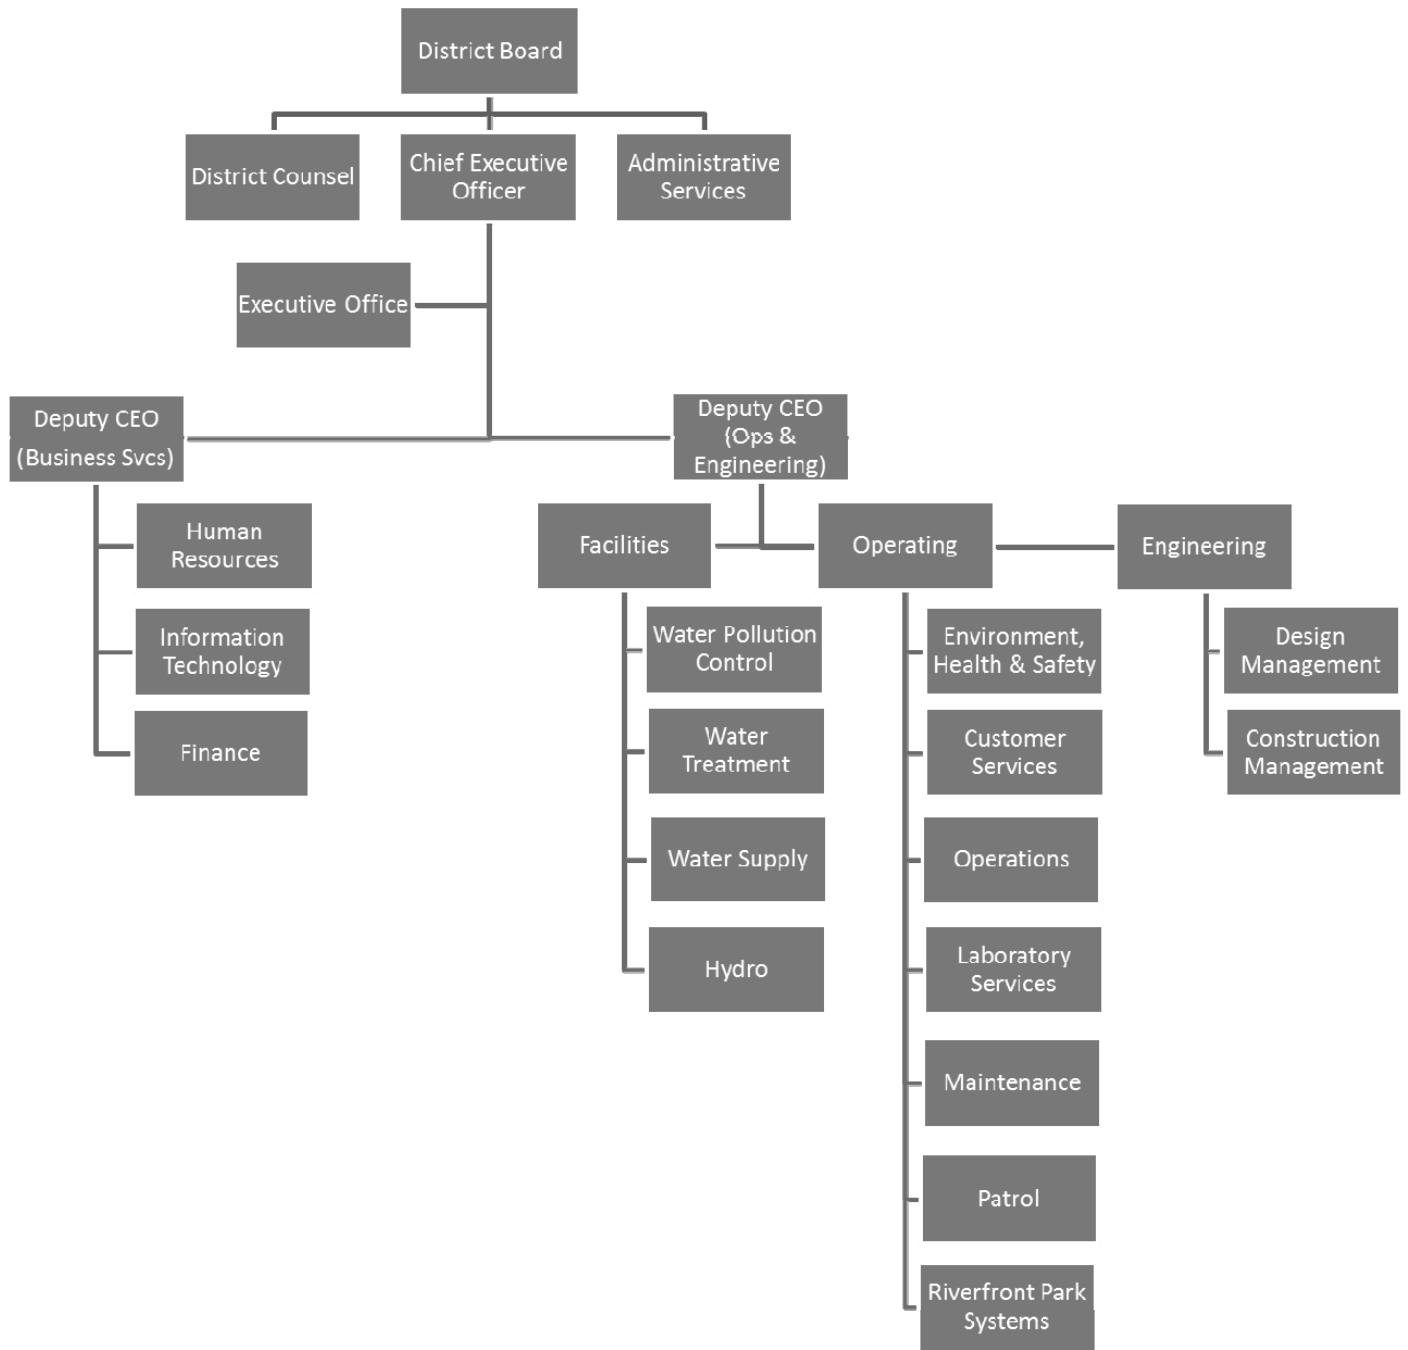 District Board
District Counsel
Chief Executive
Officer
Administrative
Services
Executive Office
Deputy CEO
(Business Svcs)
Deputy CEO
(Ops &
Engineering)
Human
Resources
Information
Technology
Finance
Facilities
Operating
Engineering
Water Pollution
Control
Water
Treatment
Water Supply
Hydro
Environment,
Health & Safety
Customer
Services
Operations
Laboratory
Services
Maintenance
Patrol
Riverfront Park
Systems
Design
Management
Construction
Management